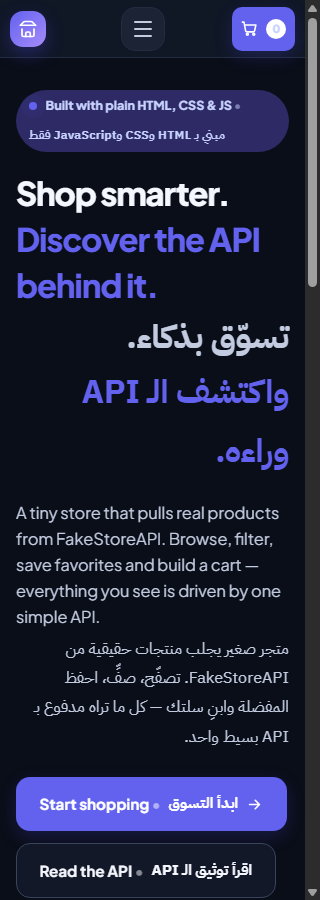 0
Built with plain HTML, CSS & JS •
مبني بـ HTML وCSS وJavaScript فقط
Shop smarter.
Discover the API
behind it.
تسوّق بذكاء.
واكتشف الـ API
وراءه.
A tiny store that pulls real products
from FakeStoreAPI. Browse, filter,
save favorites and build a cart —
everything you see is driven by one
simple API.
متجر صغير يجلب منتجات حقيقية من
FakeStoreAPI. تصفّح، صفِّ، احفظ
المفضلة وابنِ سلتك — كل ما تراه مدفوع بـ
API بسيط واحد.
Start shopping • ابدأ التسوق →
Read the API • اقرأ توثيق الـ API